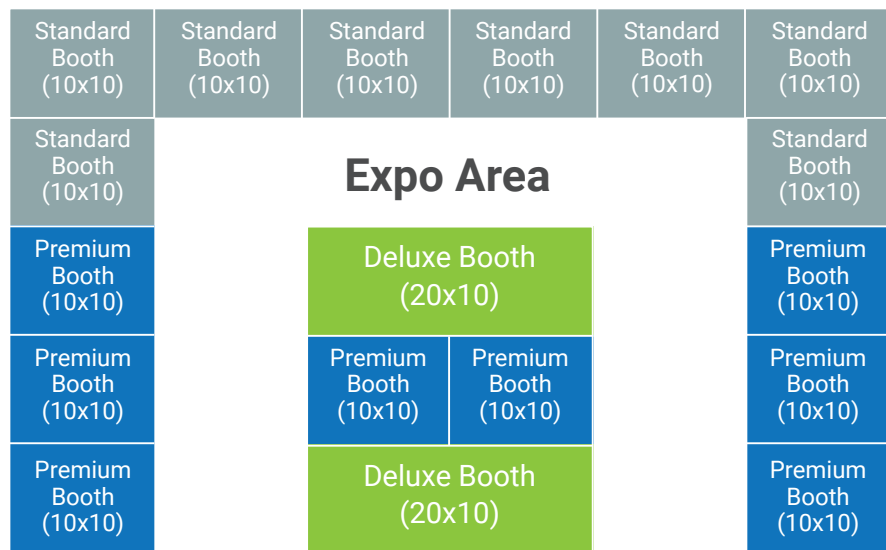 Standard
Booth
(10x10)
Standard
Booth
(10x10)
Standard
Booth
(10x10)
Standard
Booth
(10x10)
Standard
Booth
(10x10)
Standard
Booth
(10x10)
Standard
Booth
(10x10)
Expo Area
Standard
Booth
(10x10)
Premium
Booth
(10x10)
Deluxe Booth
(20x10)
Premium
Booth
(10x10)
Premium
Booth
(10x10)
Premium
Booth
(10x10)
Premium
Booth
(10x10)
Premium
Booth
(10x10)
Premium
Booth
(10x10)
Deluxe Booth
(20x10)
Premium
Booth
(10x10)